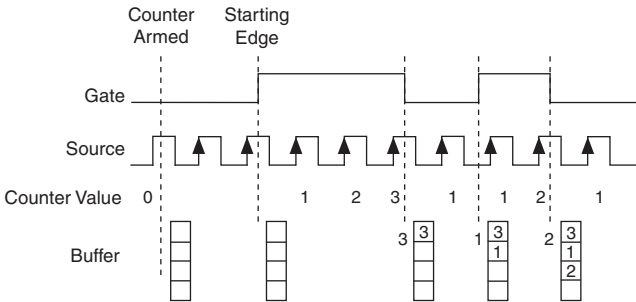 Counter Armed
Starting Edge
Gate
Source
Counter Value 0 1 2 3 1 1 2 1
Buffer 3 3 1 3 1 2 3 1 2